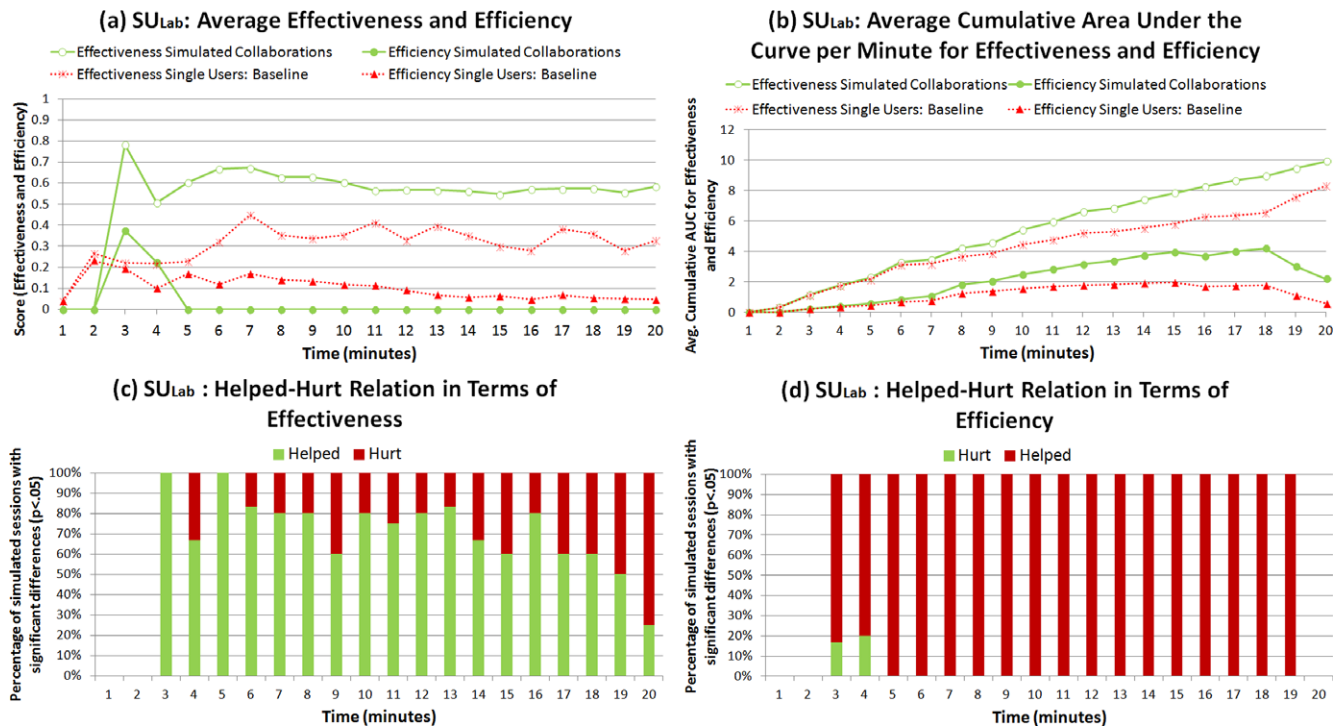 (a) SULab: Average Effectiveness and Efficiency
Effectiveness Simulated Collaborations
Efficiency Simulated Collaborations
Effectiveness Single Users: Baseline
Efficiency Single Users: Baseline
Score (Effectiveness and Efficiency)
1
0.9
0.8
0.7
0.6
0.5
0.4
0.3
0.2
0.1
0
1 2 3 4 5 6 7 8 9 10 11 12 13 14 15 16 17 18 19 20
Time (minutes)
(b) SULab: Average Cumulative Area Under the
Curve per Minute for Effectiveness and Efficiency
Effectiveness Simulated Collaborations
Efficiency Simulated Collaborations
Effectiveness Single Users: Baseline
Efficiency Single Users: Baseline
Avg. Cumulative AUC for Effectiveness
and Efficiency
12
10
8
6
4
2
0
1 2 3 4 5 6 7 8 9 10 11 12 13 14 15 16 17 18 19 20
Time (minutes)
(c) SULab : Helped-Hurt Relation in Terms of
Effectiveness
Helped Hurt
Percentage of simulated sessions with
significant differences (p<.05)
100%
90%
80%
70%
60%
50%
40%
30%
20%
10%
0%
1 2 3 4 5 6 7 8 9 10 11 12 13 14 15 16 17 18 19 20
Time (minutes)
(d) SULab : Helped-Hurt Relation in Terms of
Efficiency
Hurt Helped
Percentage of simulated sessions with
significant differences (p<.05)
100%
90%
80%
70%
60%
50%
40%
30%
20%
10%
0%
1 2 3 4 5 6 7 8 9 10 11 12 13 14 15 16 17 18 19 20
Time (minutes)